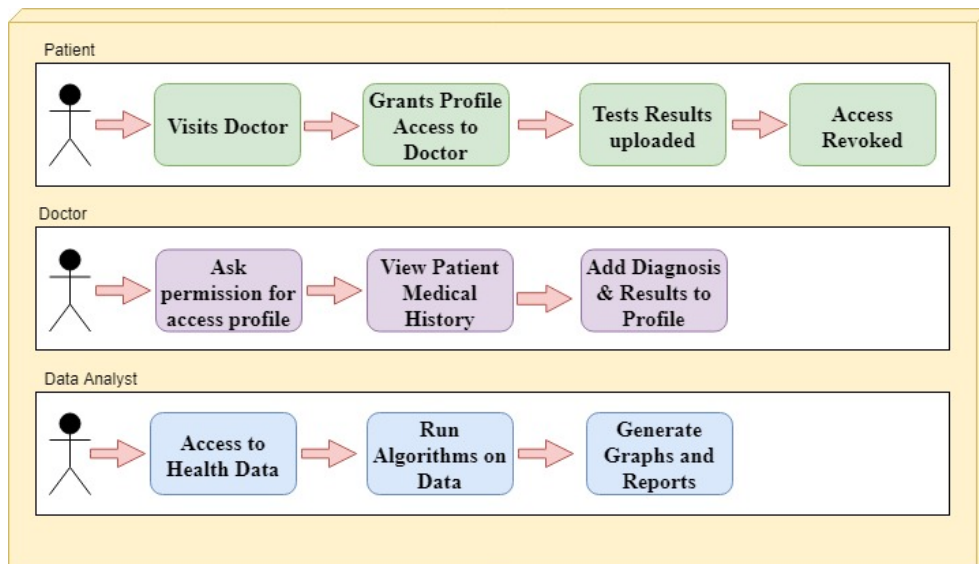 Patient
Visits Doctor
Grants Profile
Access to
Doctor
Tests Results
uploaded
Access
Revoked
Doctor
Ask
permission for
access profile
View Patient
Medical
History
Add Diagnosis
& Results to
Profile
Data Analyst
Access to
Health Data
Run
Algorithms on
Data
Generate
Graphs and
Reports